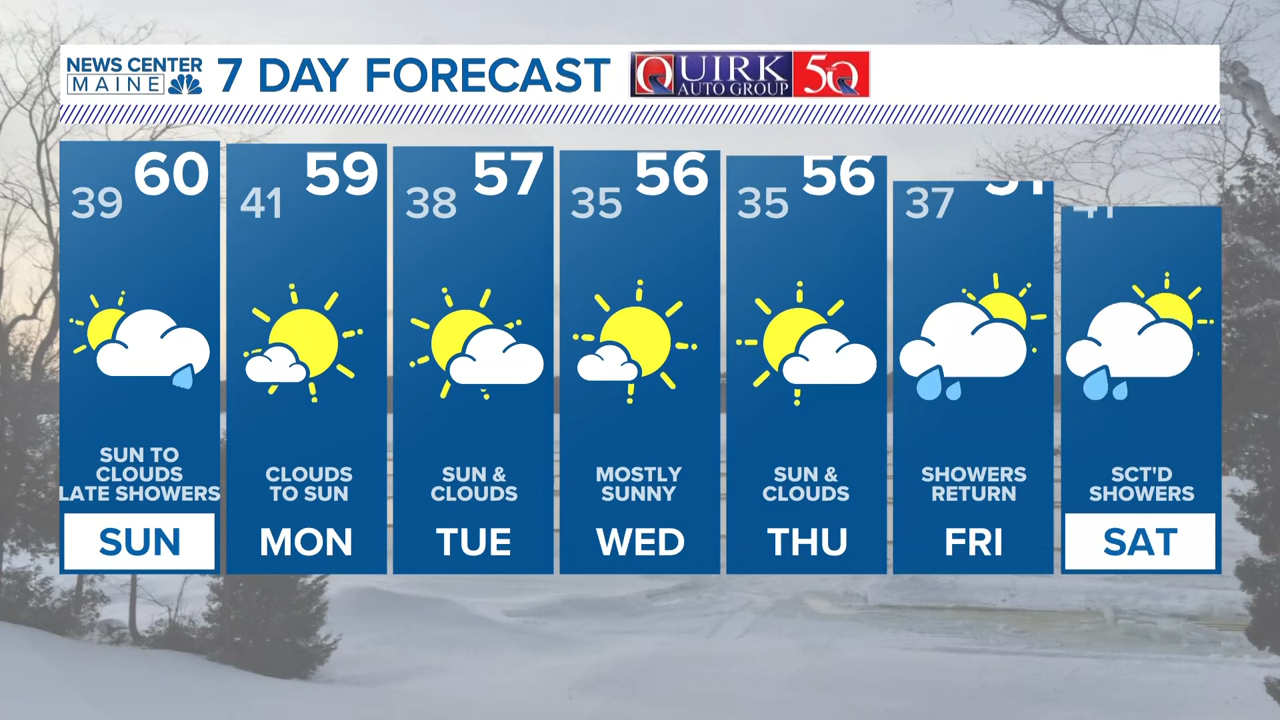 NEWS CENTER
MAINE
7 DAY FORECAST
QUIRK
AUTO GROUP
50
60
39
SUN TO
CLOUDS
LATE SHOWERS
SUN
59
41
CLOUDS
TO SUN
MON
57
38
SUN &
CLOUDS
TUE
56
35
MOSTLY
SUNNY
WED
56
35
SUN &
CLOUDS
THU
37
SHOWERS
RETURN
FRI
SCT'D
SHOWERS
SAT